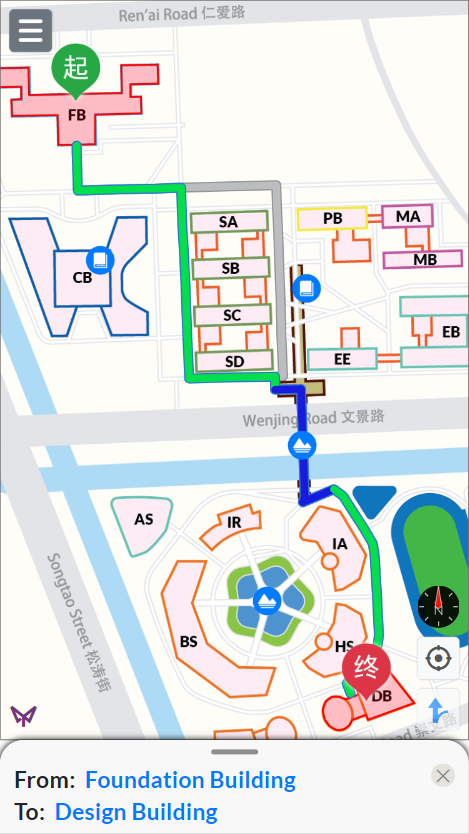 Ren'ai Road 仁爱路
起
FB
SA
PB
MA
SB
MB
CB
SC
EB
SD
EE
Wenjing Road 文景路
AS
IR
IA
Songtao Street 松涛街
N
BS
HS
终
DB
Road
From: Foundation Building
To: Design Building